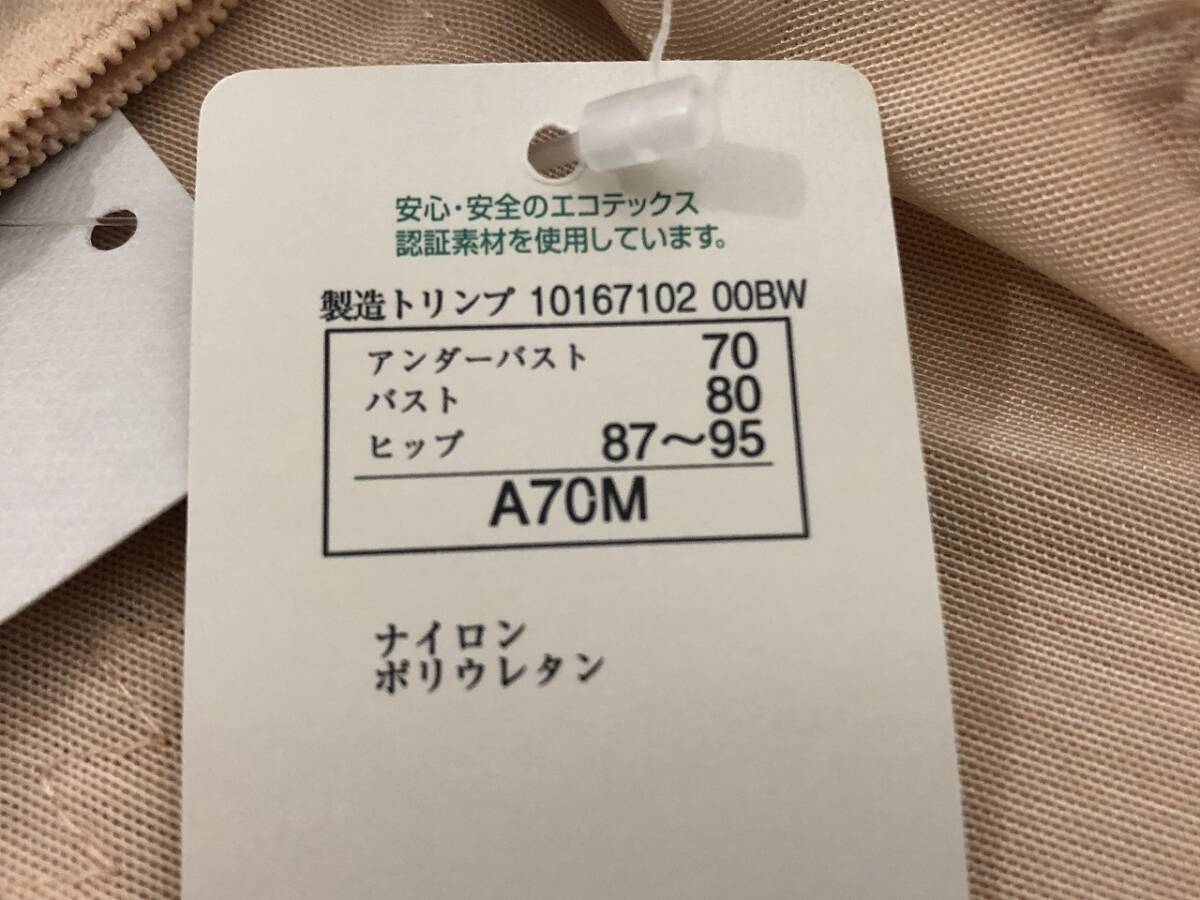 安心・安全のエコテックス
認証素材を使用しています。
製造トリンプ 10167102 00BW
アンダーバスト 70
バスト 80
ヒップ 87〜95
A70M
ナイロン
ポリウレタン